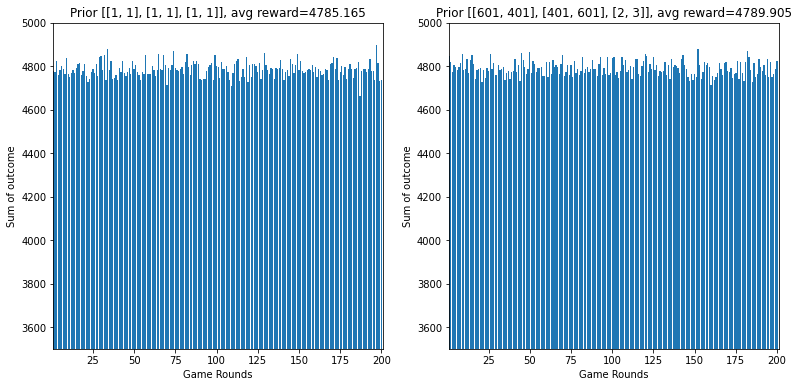 Prior [[1, 1], [1, 1], [1, 1]], avg reward=4785.165
5000
4800
4600
4400
4200
4000
3800
3600
Sum of outcome
25 50 75 100 125 150 175 200
Game Rounds
Prior [[601, 401], [401, 601], [2, 3]], avg reward=4789.905
5000
4800
4600
4400
4200
4000
3800
3600
Sum of outcome
25 50 75 100 125 150 175 200
Game Rounds